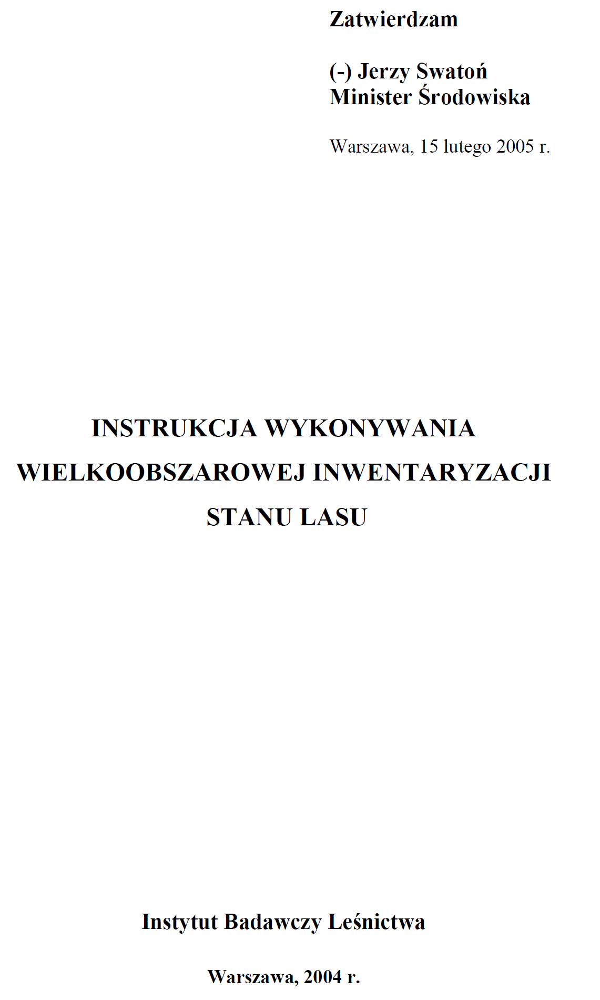 Zatwierdzam
(-) Jerzy Swatoń
Minister Środowiska
Warszawa, 15 lutego 2005 r.
INSTRUKCJA WYKONYWANIA
WIELKOOBSZAROWEJ INWENTARYZACJI
STANU LASU
Instytut Badawczy Leśnictwa
Warszawa, 2004 r.